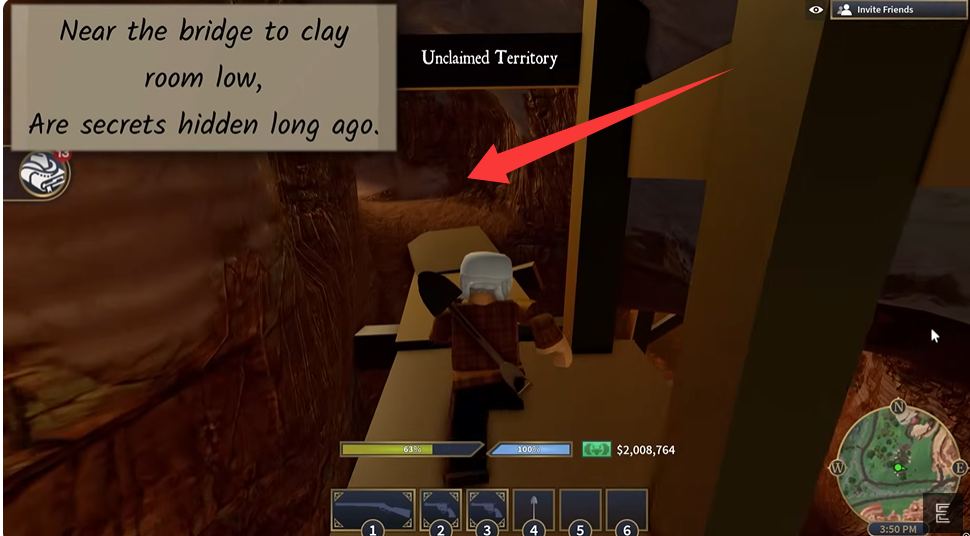 Near the bridge to clay
room low,
Are secrets hidden long ago.
Unclaimed Territory
Invite Friends
13
63%
100%
$2,008,764
1
2
3
4
5
6
N
W
E
3:50 PM
E